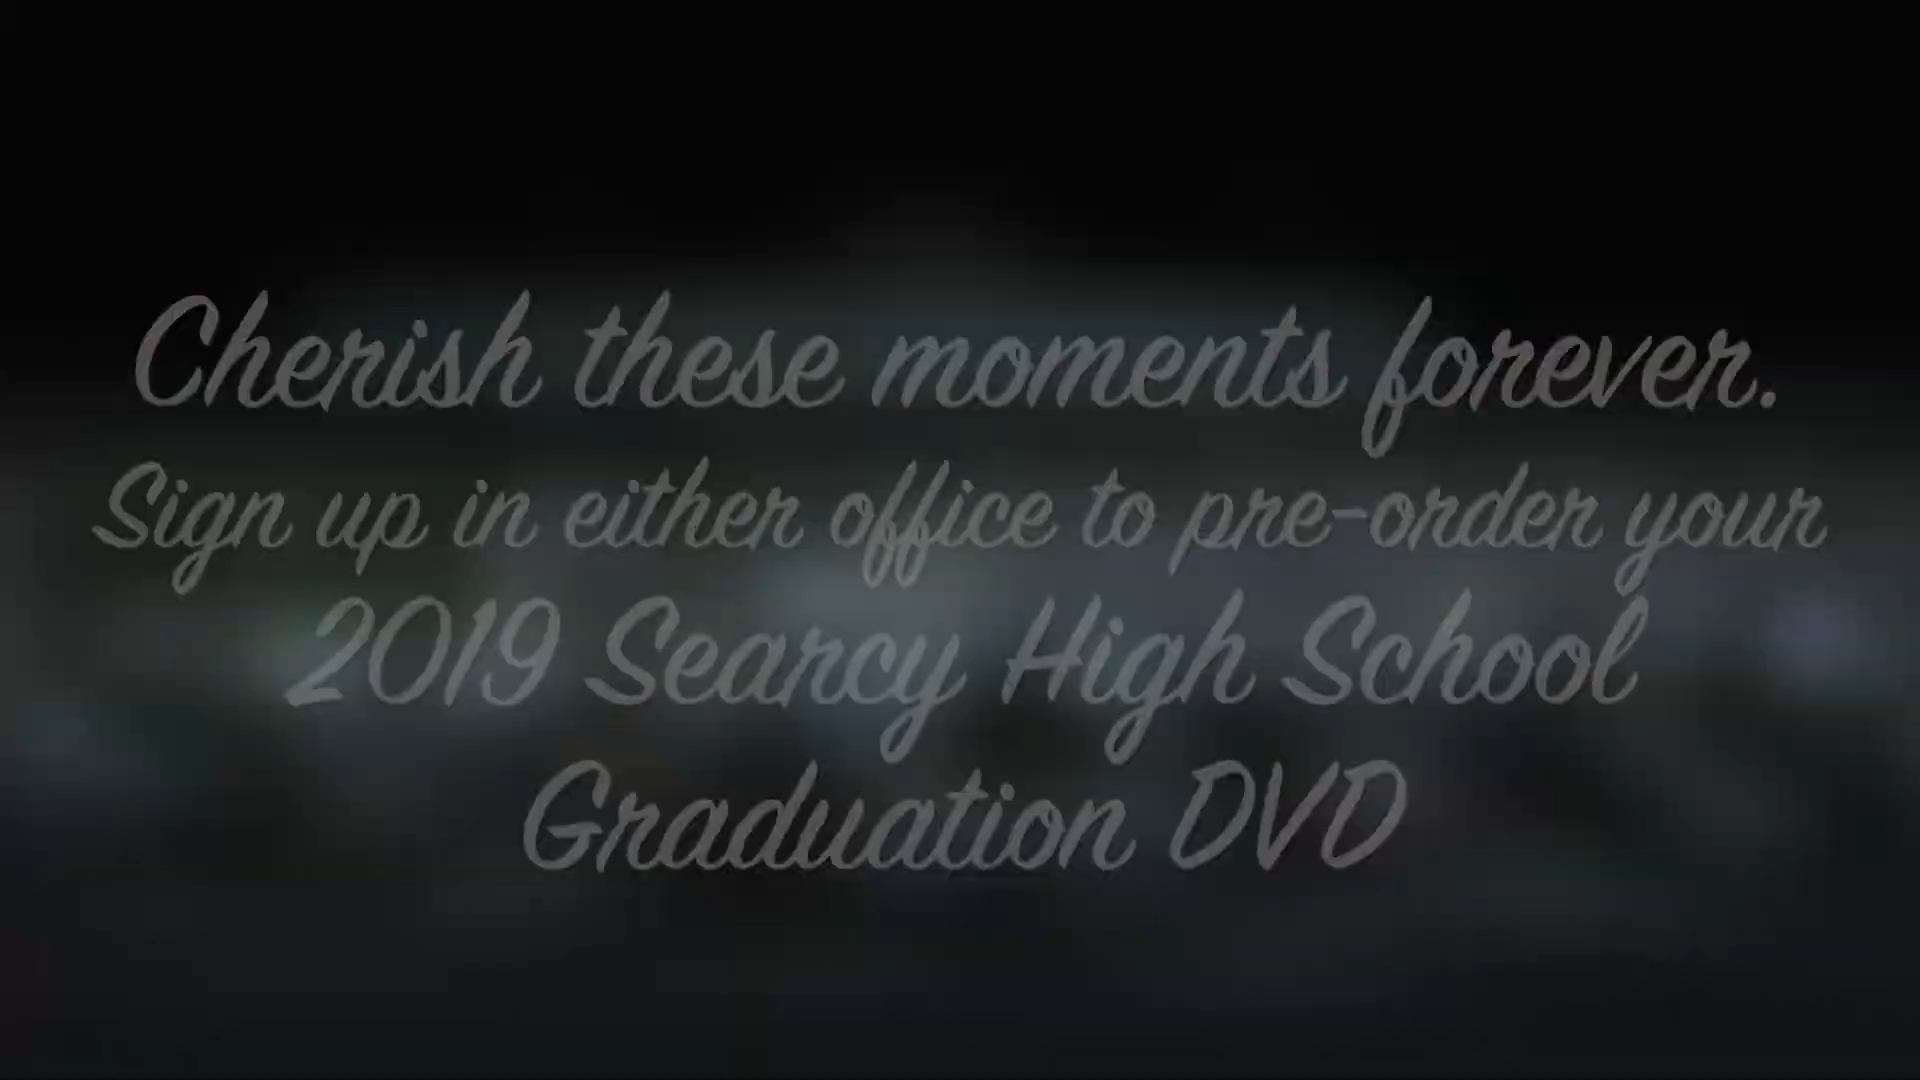 Cherish these moments forever.
Sign up in either office to pre-order your
2019 Searcy High School
Graduation DVD